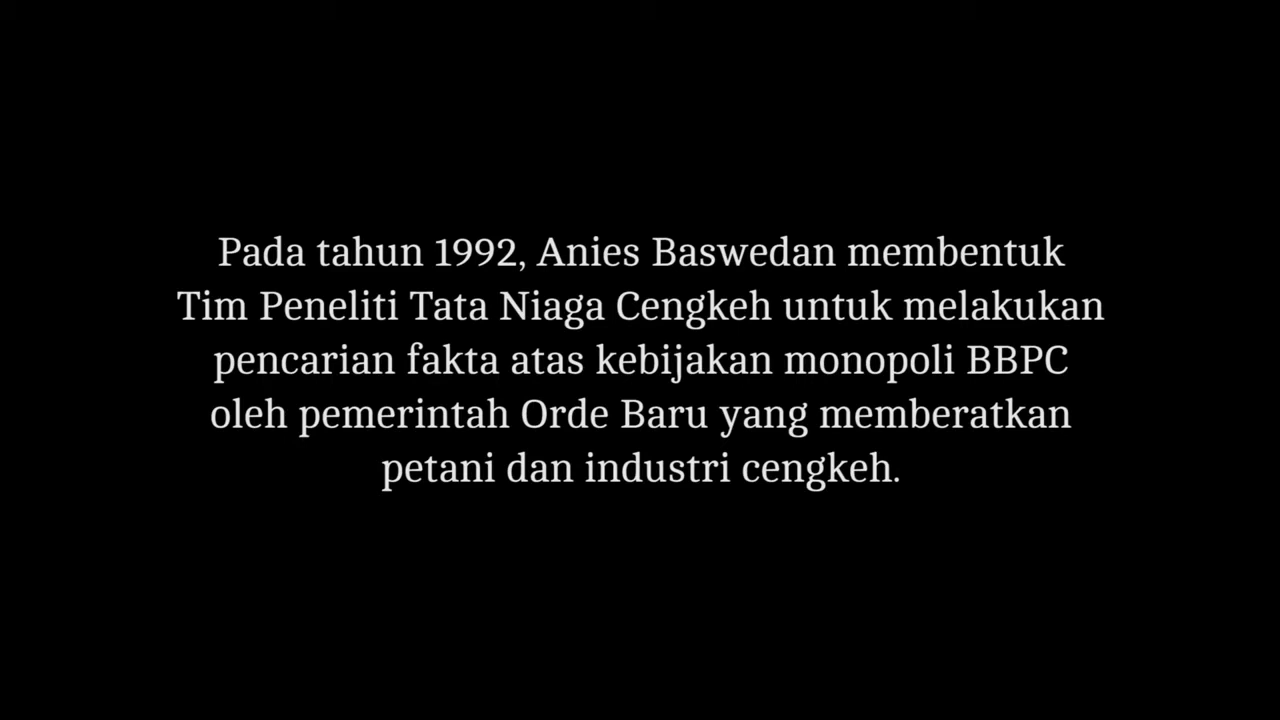 Pada tahun 1992, Anies Baswedan membentuk
Tim Peneliti Tata Niaga Cengkeh untuk melakukan
pencarian fakta atas kebijakan monopoli BBPC
oleh pemerintah Orde Baru yang memberatkan
petani dan industri cengkeh.